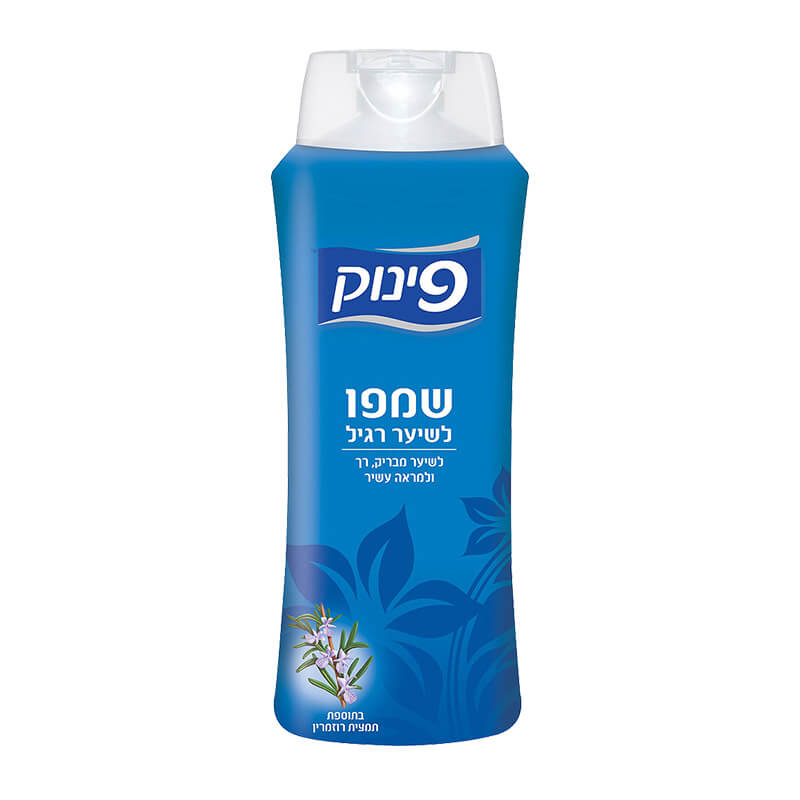 פינוק
שמפו
לשיער רגיל
לשיער מבריק, רך
ולמראה עשיר
בתוספת
תמצית רוזמרין